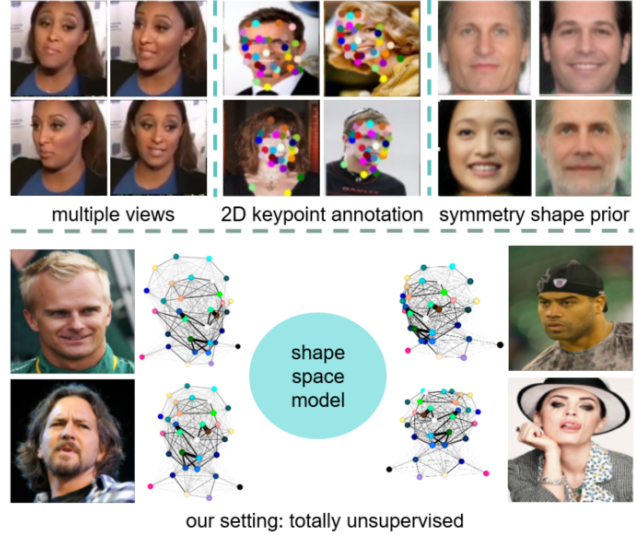 multiple views
2D keypoint annotation
symmetry shape prior
shape
space
model
our setting: totally unsupervised